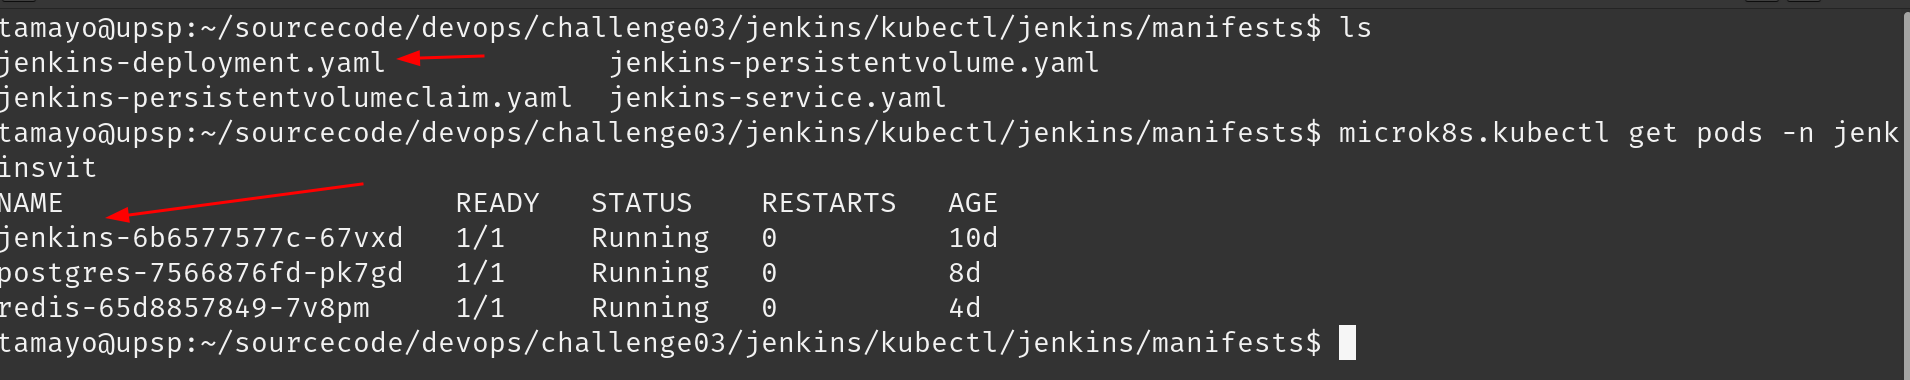 tamayo@upsp:~/sourcecode/devops/challenge03/jenkins/kubectl/jenkins/manifests$ ls
jenkins-deployment.yaml jenkins-persistentvolume.yaml
jenkins-persistentvolumeclaim.yaml jenkins-service.yaml
tamayo@upsp:~/sourcecode/devops/challenge03/jenkins/kubectl/jenkins/manifests$ microk8s.kubectl get pods -n jenk
insvit
NAME READY STATUS RESTARTS AGE
jenkins-6b6577577c-67vxd 1/1 Running 0 10d
postgres-7566876fd-pk7gd 1/1 Running 0 8d
redis-65d8857849-7v8pm 1/1 Running 0 4d
tamayo@upsp:~/sourcecode/devops/challenge03/jenkins/kubectl/jenkins/manifests$